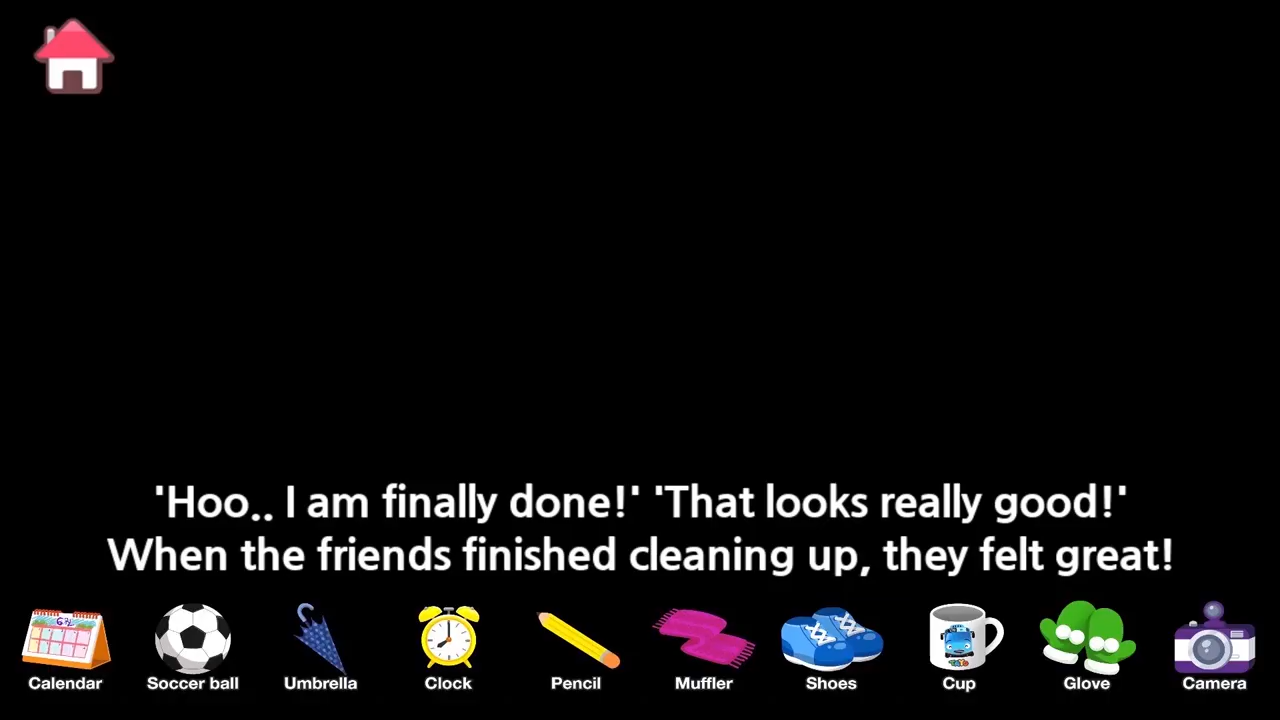 'Hoo.. I am finally done!' 'That looks really good!'
When the friends finished cleaning up, they felt great!
Calendar Soccer ball Umbrella Clock Pencil Muffler Shoes Cup Glove Camera